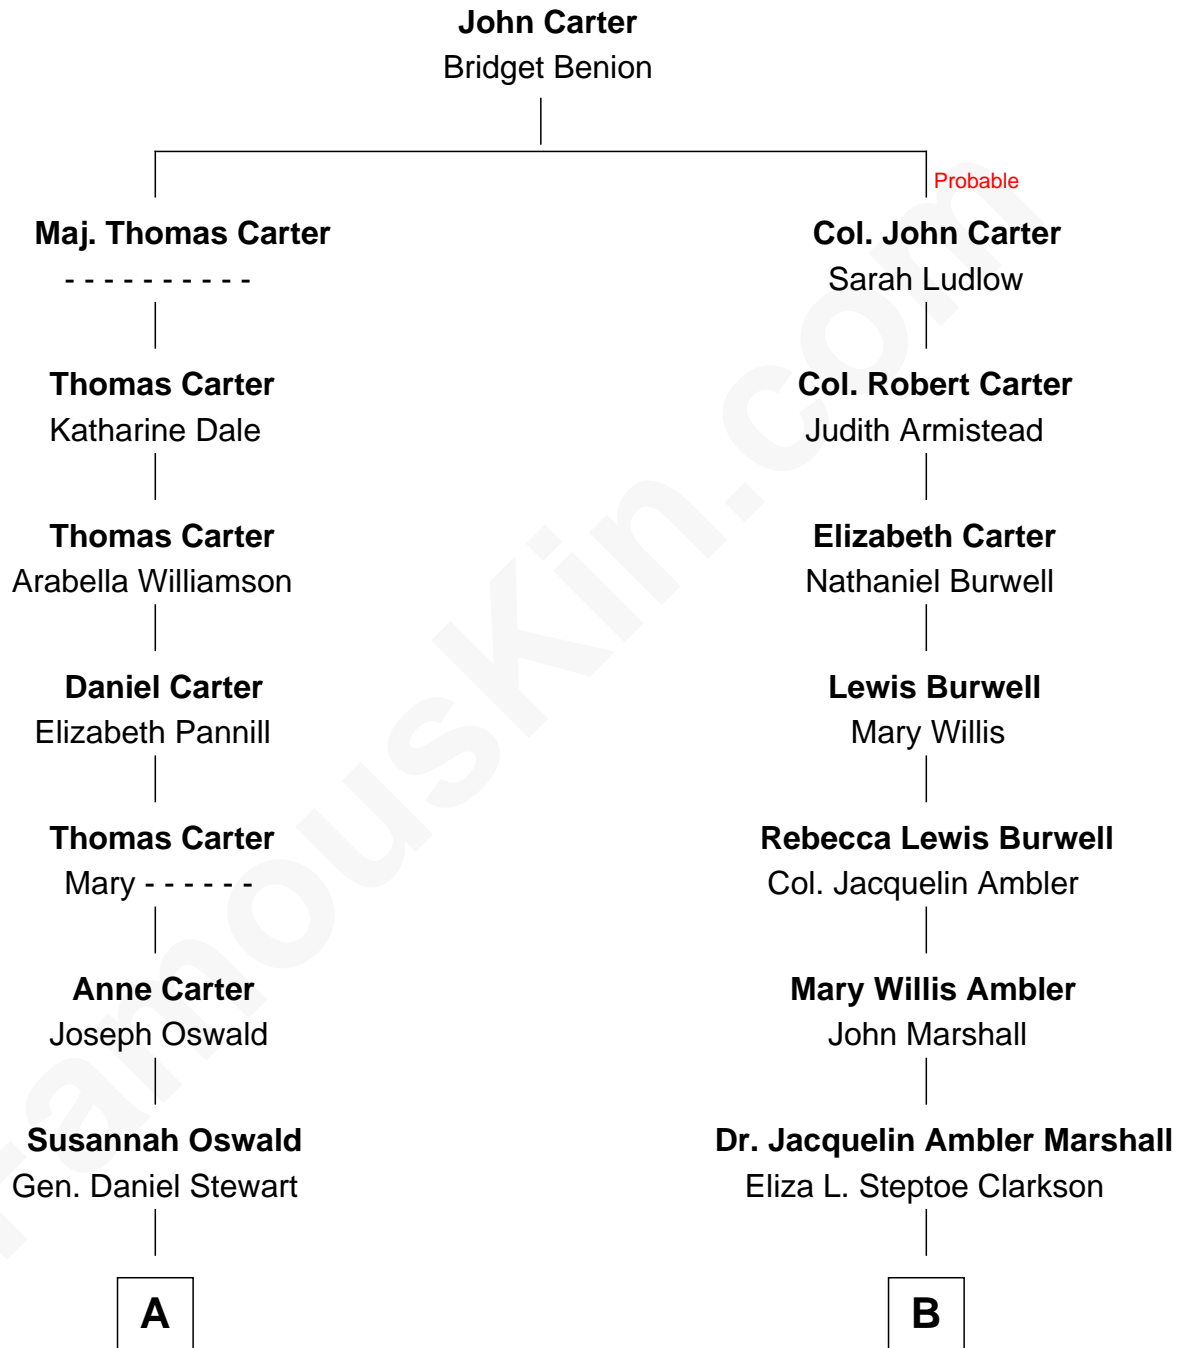 John Carter
Bridget Benion
Probable
Maj. Thomas Carter
- - - - - - - - - -
Col. John Carter
Sarah Ludlow
Thomas Carter
Katharine Dale
Col. Robert Carter
Judith Armistead
Thomas Carter
Arabella Williamson
Elizabeth Carter
Nathaniel Burwell
Daniel Carter
Elizabeth Pannill
Lewis Burwell
Mary Willis
Thomas Carter
Mary - - - - - -
Rebecca Lewis Burwell
Col. Jacquelin Ambler
Anne Carter
Joseph Oswald
Mary Willis Ambler
John Marshall
Susannah Oswald
Gen. Daniel Stewart
Dr. Jacquelin Ambler Marshall
Eliza L. Steptoe Clarkson
A
B
FamousKin.com